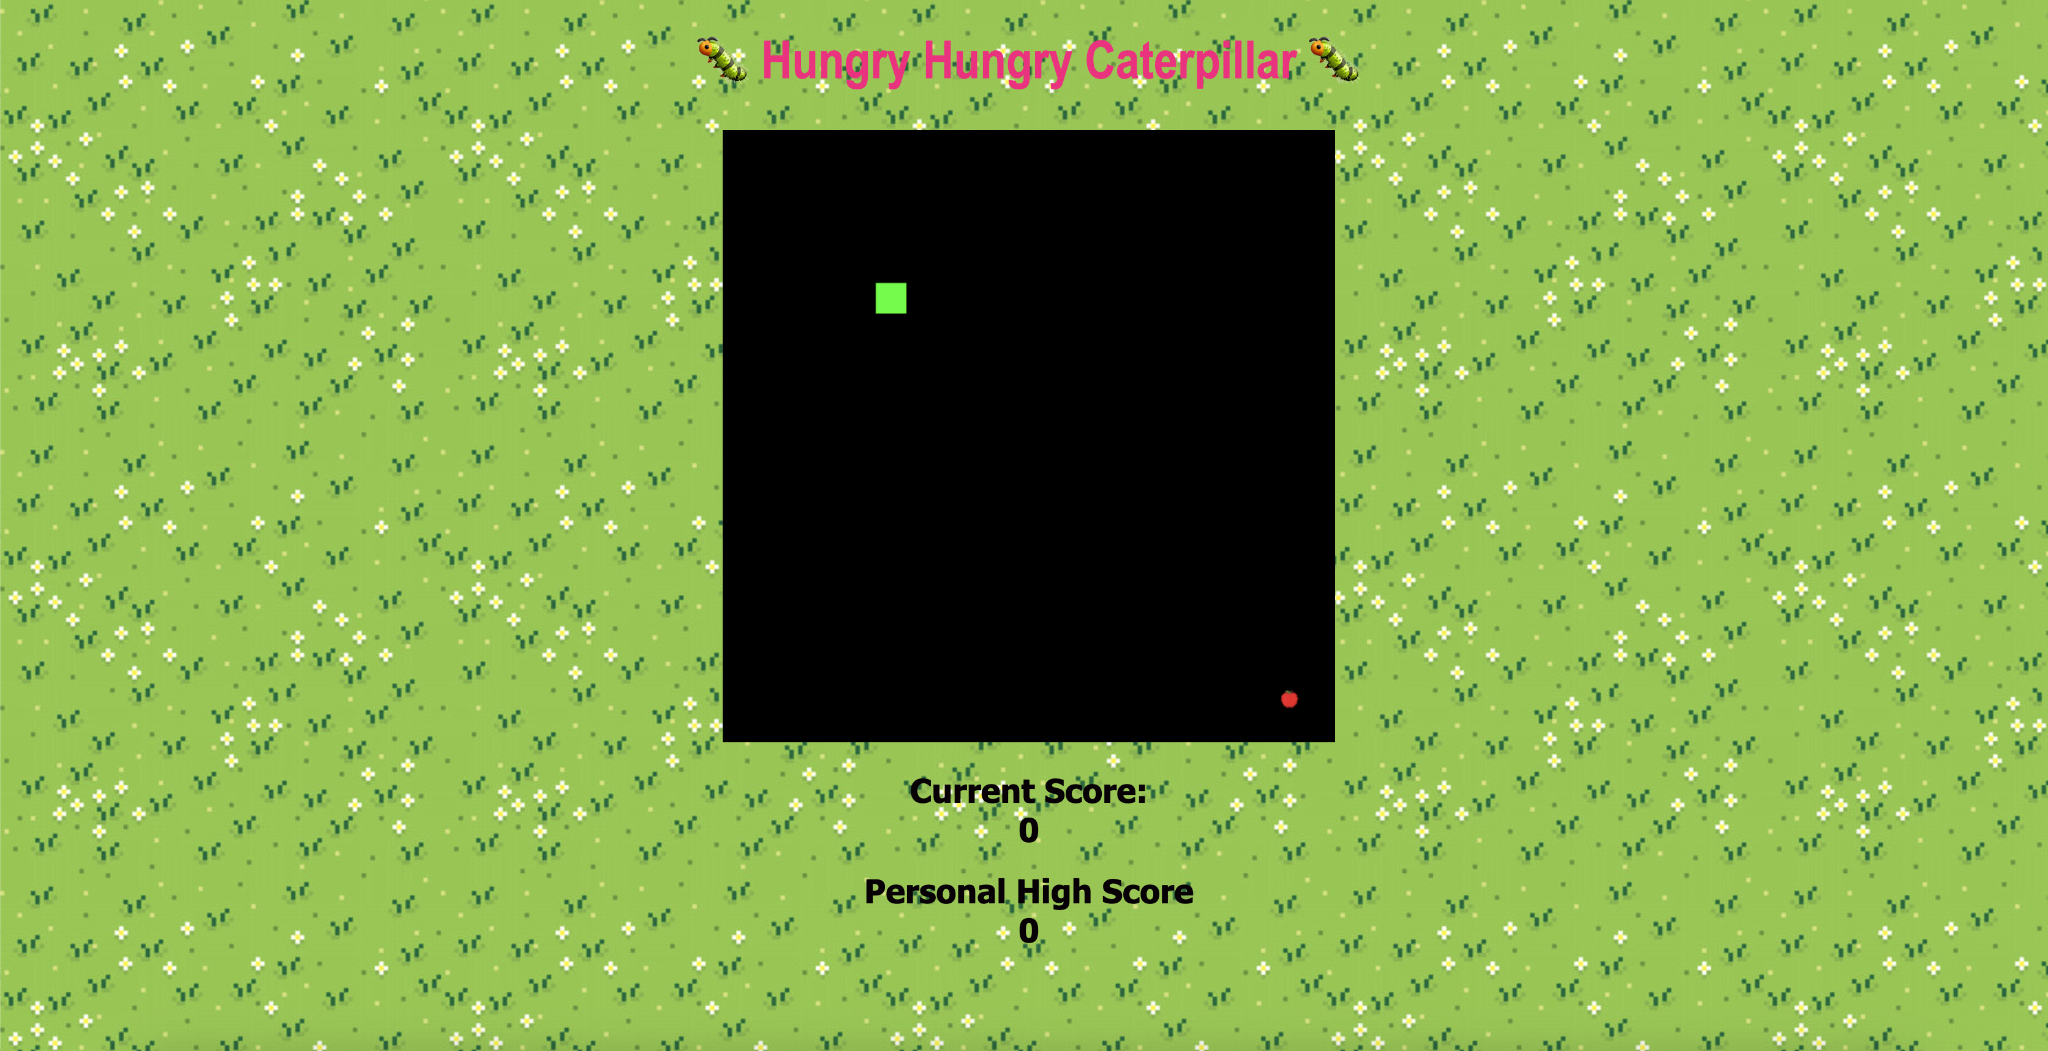 🐛 Hungry Hungry Caterpillar 🐛
Current Score:
0
Personal High Score
0